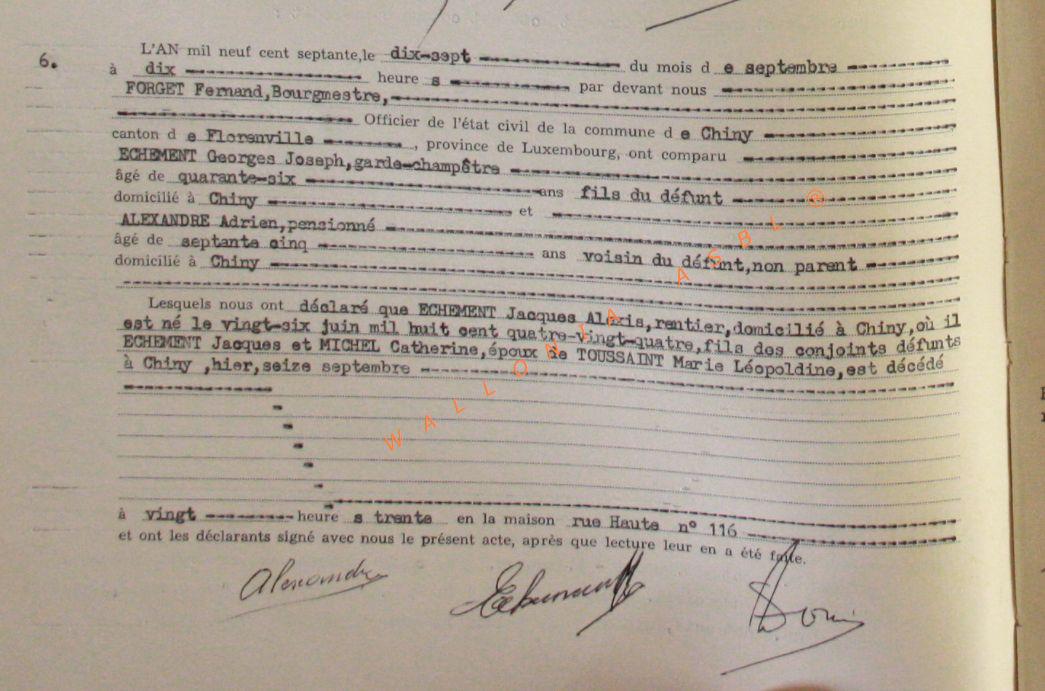 6.
L'AN mil neuf cent septante, le dix-sept du mois d e septembre
à dix heure s par devant nous
FORGET Fernand, Bourgmestre,
Officier de l'état civil de la commune d e Chiny
canton d e Florenville , province de Luxembourg, ont comparu
ECHEMENT Georges Joseph, garde-champêtre
âgé de quarante-six ans fils du défunt
domicilié à Chiny et
ALEXANDRE Adrien, pensionné
âgé de septante cinq ans voisin du défunt, non parent
domicilié à Chiny
Lesquels nous ont déclaré que ECHEMENT Jacques Alexis, rentier, domicilié à Chiny, où il
est né le vingt-six juin mil huit cent quatre-vingt-quatre, fils des conjoints défunts
ECHEMENT Jacques et MICHEL Catherine, époux de TOUSSAINT Marie Léopoldine, est décédé
à Chiny , hier, seize septembre
à vingt heure s trente en la maison rue Haute n° 116
et ont les déclarants signé avec nous le présent acte, après que lecture leur en a été faite.
Alexandre Echement
WALLONIA ASBL @